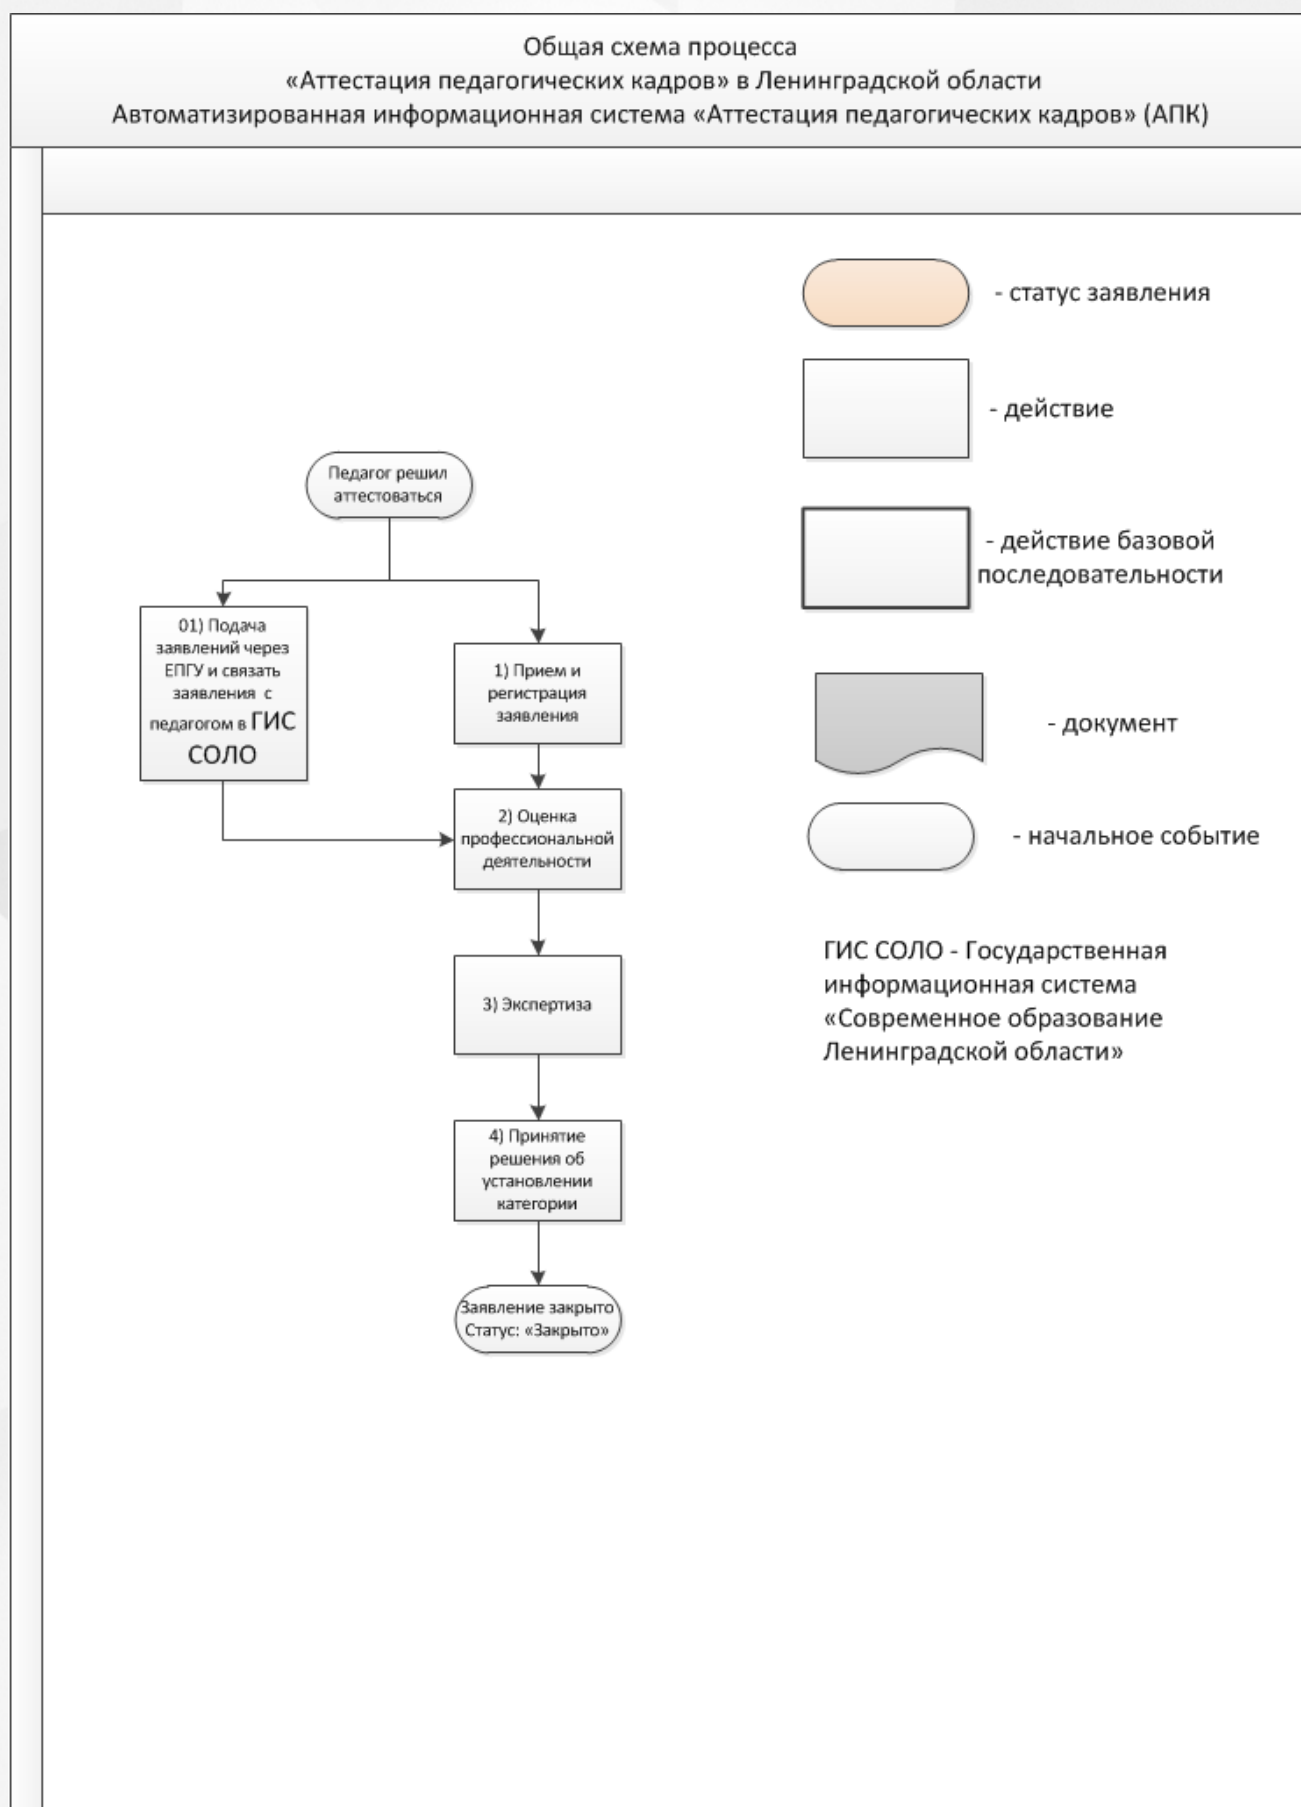 Общая схема процесса
«Аттестация педагогических кадров» в Ленинградской области
Автоматизированная информационная система «Аттестация педагогических кадров» (АПК)
- статус заявления
- действие
- действие базовой
последовательности
- документ
- начальное событие
ГИС СОЛО - Государственная
информационная система
«Современное образование
Ленинградской области»
Педагог решил
аттестоваться
01) Подача
заявлений через
ЕПГУ и связать
заявления с
педагогом в ГИС
СОЛО
1) Прием и
регистрация
заявления
2) Оценка
профессиональной
деятельности
3) Экспертиза
4) Принятие
решения об
установлении
категории
Заявление закрыто
Статус: «Закрыто»